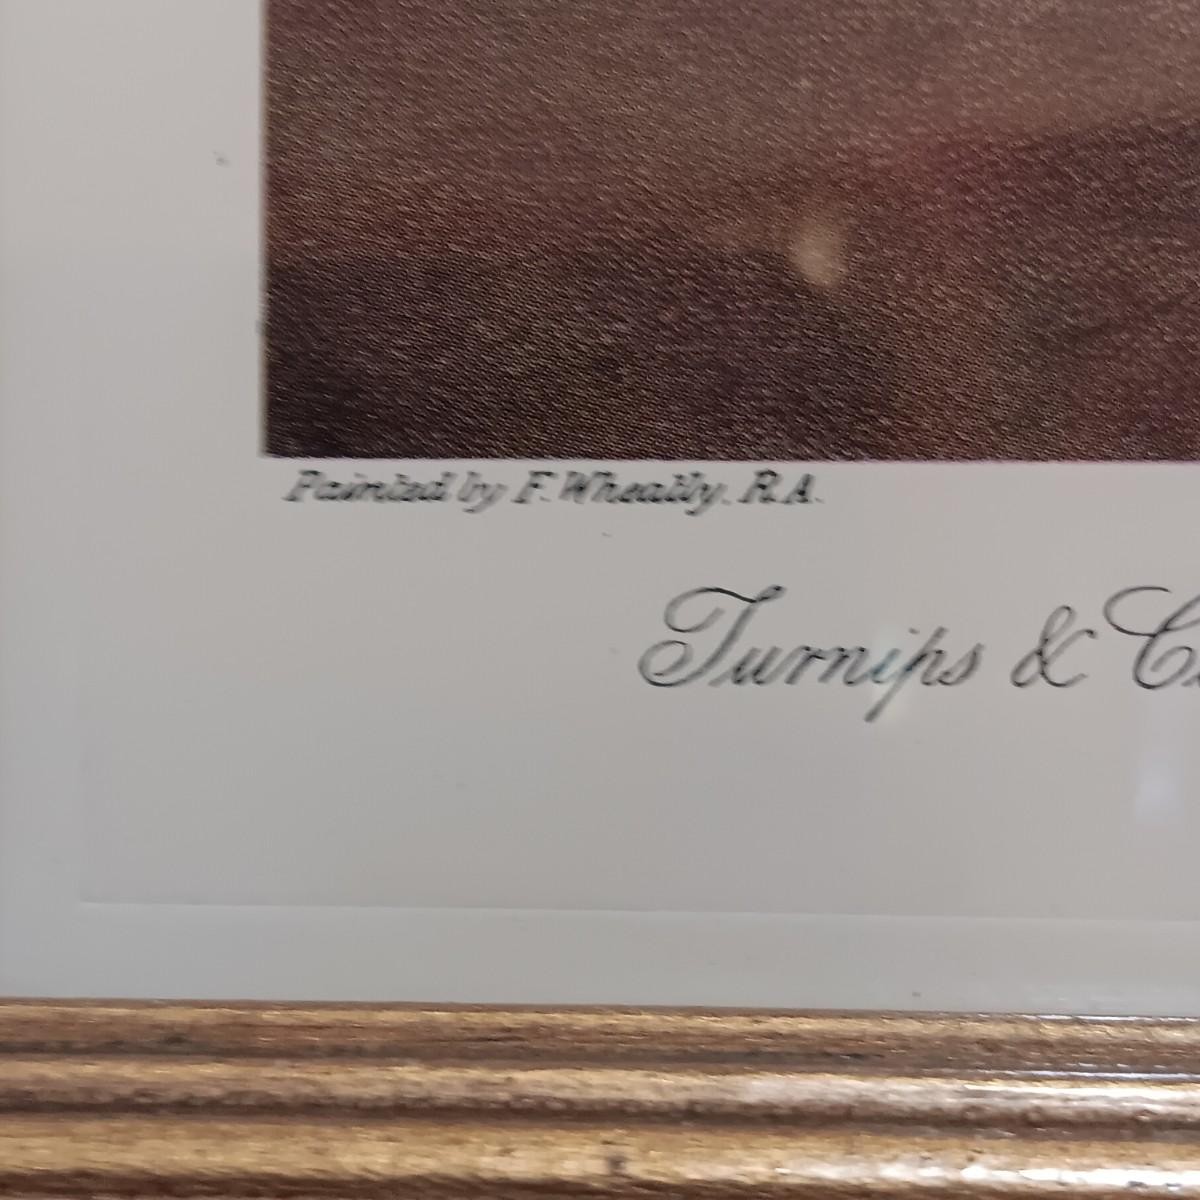 Painted by F. Wheatly. R.A.
Turnips & C